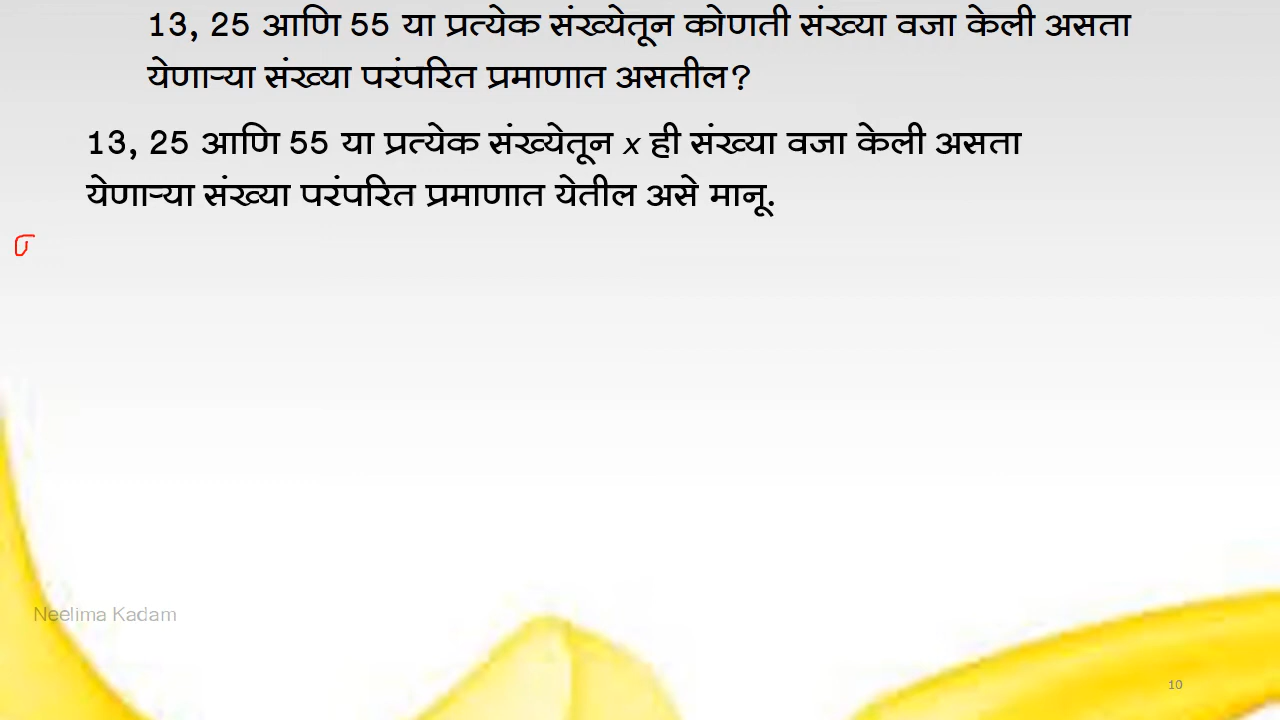 13, 25 आणि 55 या प्रत्येक संख्येतून कोणती संख्या वजा केली असता
येणाऱ्या संख्या परंपरित प्रमाणात असतील?
13, 25 आणि 55 या प्रत्येक संख्येतून x ही संख्या वजा केली असता
येणाऱ्या संख्या परंपरित प्रमाणात येतील असे मानू.
Neelima Kadam
10